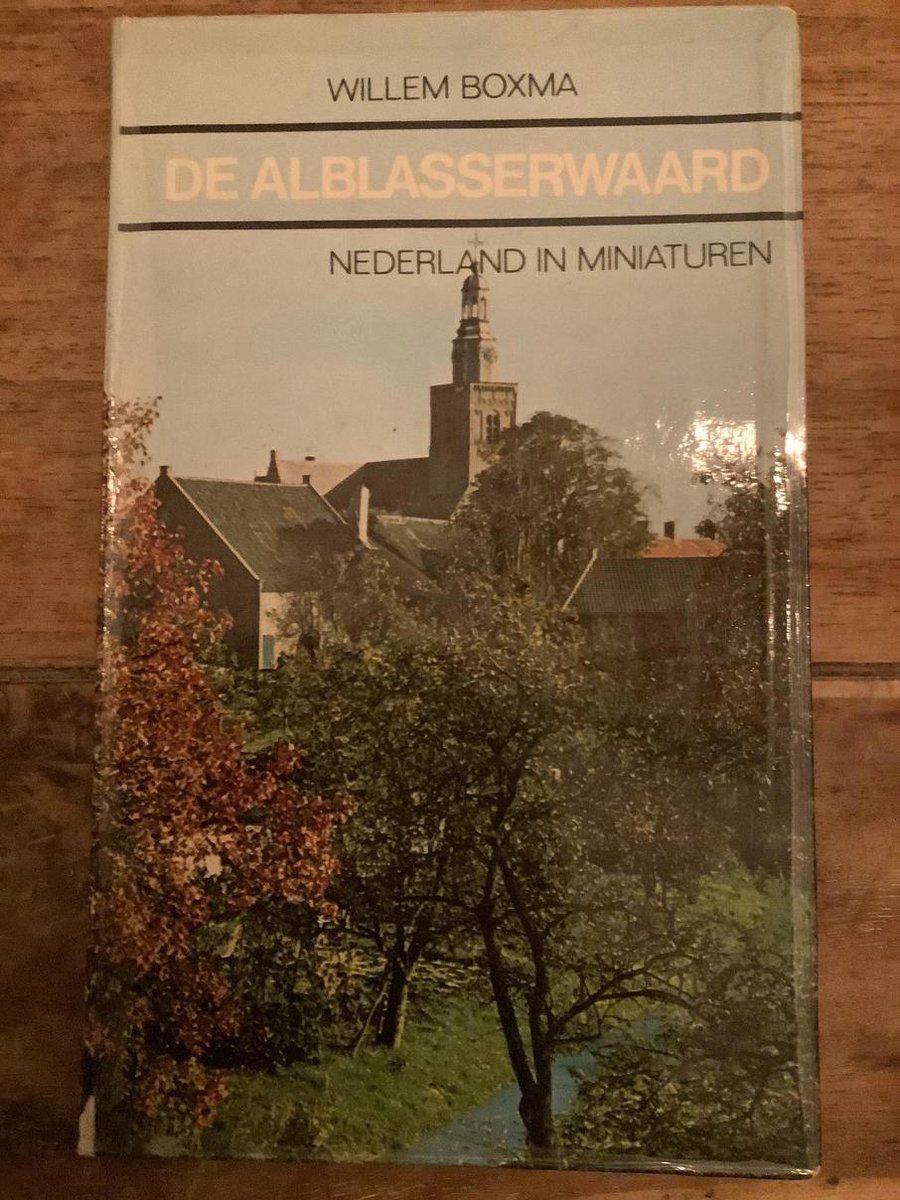 WILLEM BOXMA
DE ALBLASSERWAARD
NEDERLAND IN MINIATUREN